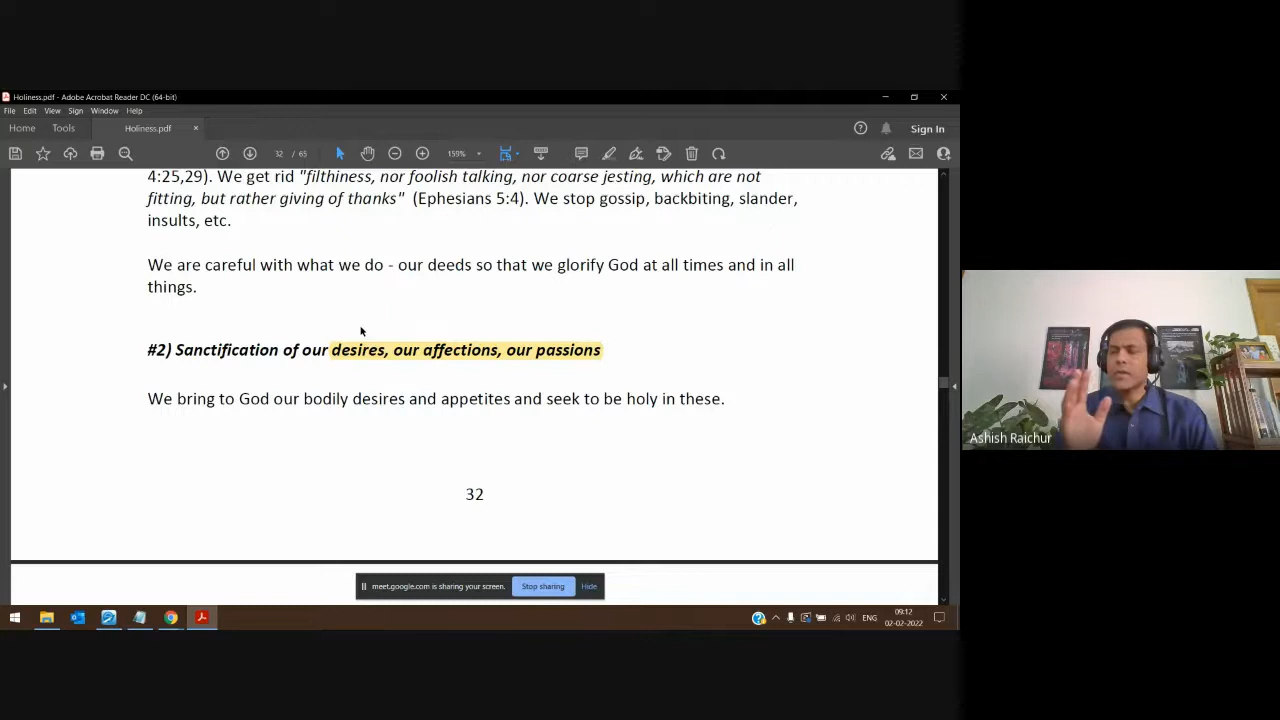 Holiness.pdf - Adobe Acrobat Reader DC (64-bit)
File Edit View Sign Window Help
Home Tools Holiness.pdf × Sign In
32 / 65 159%
4:25,29). We get rid "filthiness, nor foolish talking, nor coarse jesting, which are not
fitting, but rather giving of thanks" (Ephesians 5:4). We stop gossip, backbiting, slander,
insults, etc.
We are careful with what we do - our deeds so that we glorify God at all times and in all
things.
#2) Sanctification of our desires, our affections, our passions
We bring to God our bodily desires and appetites and seek to be holy in these.
32
Ashish Raichur
meet.google.com is sharing your screen. Stop sharing Hide
ENG 09:12
02-02-2022